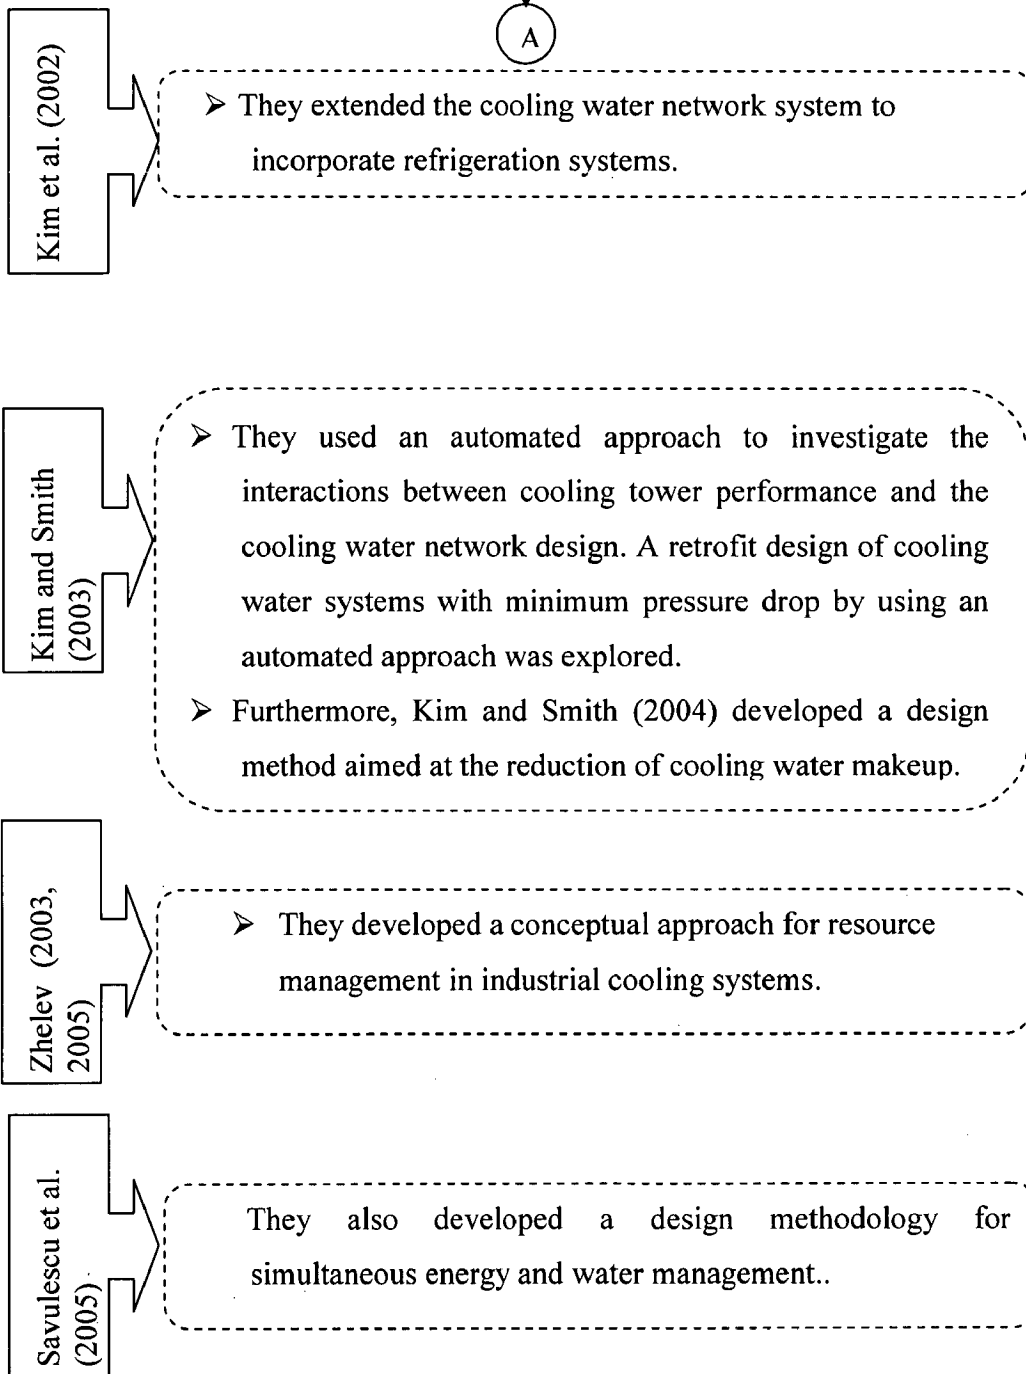 A
Kim et al. (2002)
➢ They extended the cooling water network system to
incorporate refrigeration systems.
Kim and Smith
(2003)
➢ They used an automated approach to investigate the
interactions between cooling tower performance and the
cooling water network design. A retrofit design of cooling
water systems with minimum pressure drop by using an
automated approach was explored.
➢ Furthermore, Kim and Smith (2004) developed a design
method aimed at the reduction of cooling water makeup.
Zhelev (2003,
2005)
➢ They developed a conceptual approach for resource
management in industrial cooling systems.
Savulescu et al.
(2005)
They also developed a design methodology for
simultaneous energy and water management..